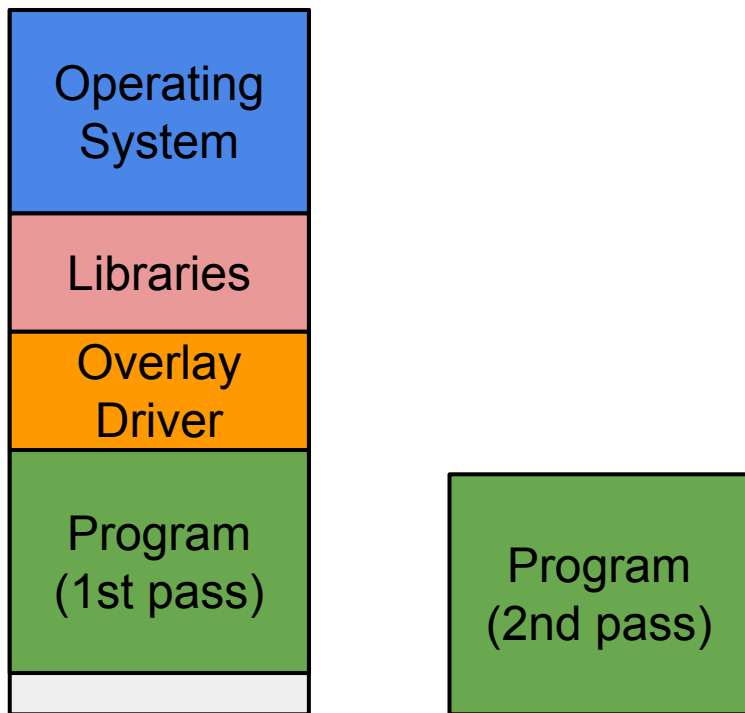 Operating
System
Libraries
Overlay
Driver
Program
(1st pass)
Program
(2nd pass)